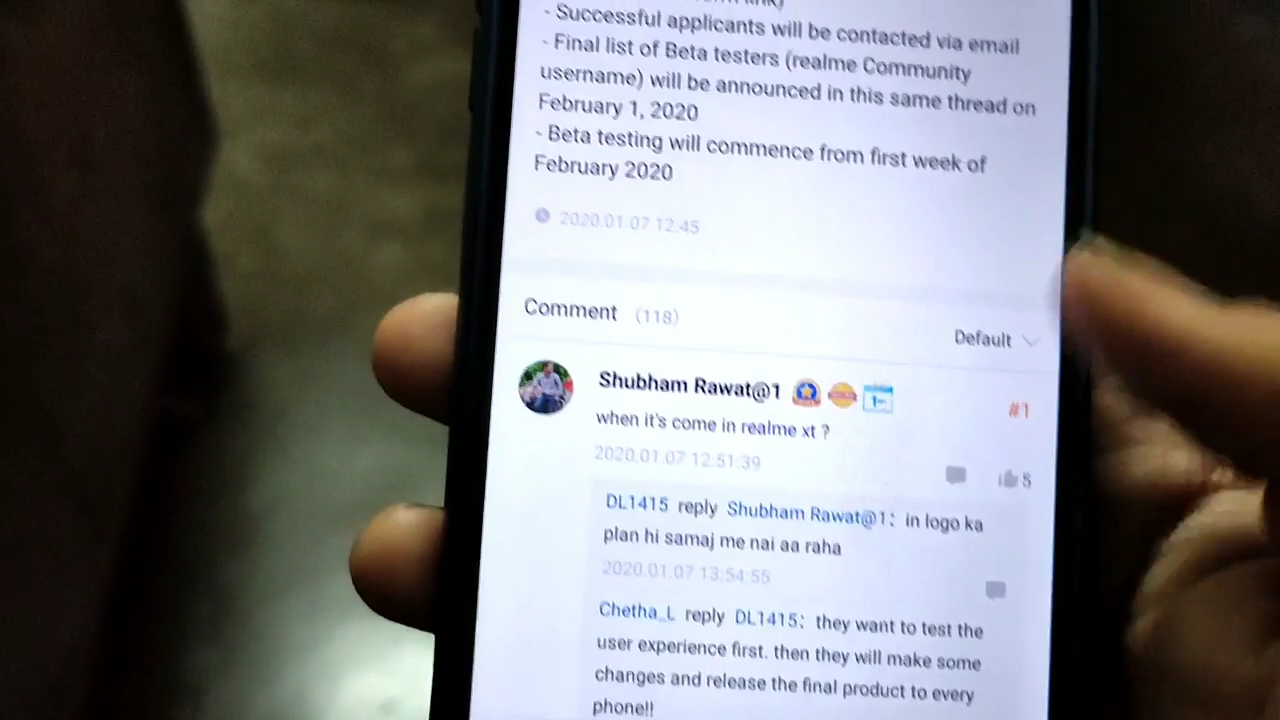 - Successful applicants will be contacted via email
- Final list of Beta testers (realme Community
username) will be announced in this same thread on
February 1, 2020
- Beta testing will commence from first week of
February 2020
2020.01.07 12:45
Comment (118)
Default
Shubham Rawat@1
#1
when it's come in realme xt ?
2020.01.07 12:51:39
5
DL1415 reply Shubham Rawat@1: in logo ka
plan hi samaj me nai aa raha
2020.01.07 13:54:55
Chetha_L reply DL1415: they want to test the
user experience first. then they will make some
changes and release the final product to every
phone!!